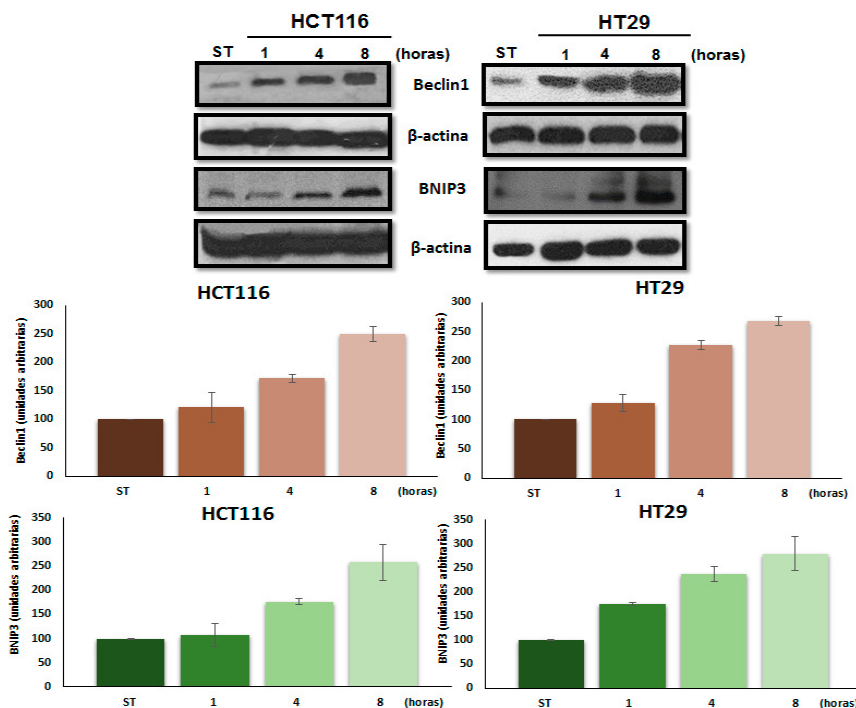 HCT116
ST 1 4 8 (horas)
HT29
ST 1 4 8 (horas)
Beclin1
β-actina
BNIP3
β-actina
HCT116
Beclin1 (unidades arbitrarias)
300
250
200
150
100
50
0
ST 1 4 8 (horas)
HT29
Beclin1 (unidades arbitrarias)
300
250
200
150
100
50
0
ST 1 4 8 (horas)
HCT116
BNIP3 (unidades arbitrarias)
350
300
250
200
150
100
50
0
ST 1 4 8 (horas)
HT29
BNIP3 (unidades arbitrarias)
350
300
250
200
150
100
50
0
ST 1 4 8 (horas)